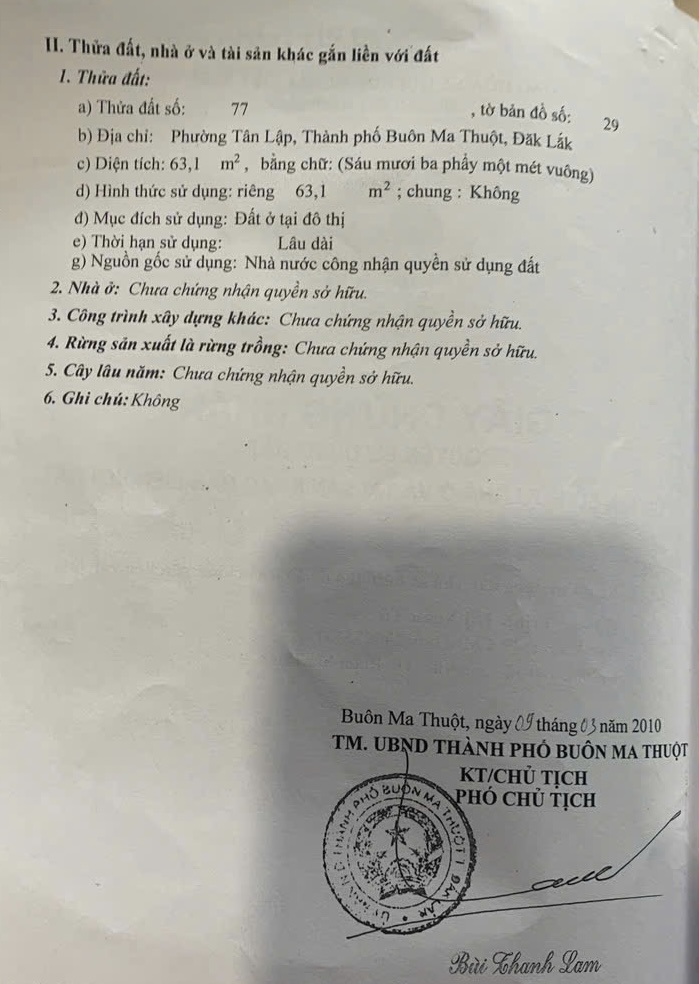 II. Thửa đất, nhà ở và tài sản khác gắn liền với đất
1. Thửa đất:
a) Thửa đất số: 77 , tờ bản đồ số: 29
b) Địa chỉ: Phường Tân Lập, Thành phố Buôn Ma Thuột, Đăk Lắk
c) Diện tích: 63,1 m², bằng chữ: (Sáu mươi ba phẩy một mét vuông)
d) Hình thức sử dụng: riêng 63,1 m² ; chung : Không
đ) Mục đích sử dụng: Đất ở tại đô thị
e) Thời hạn sử dụng: Lâu dài
g) Nguồn gốc sử dụng: Nhà nước công nhận quyền sử dụng đất
2. Nhà ở: Chưa chứng nhận quyền sở hữu.
3. Công trình xây dựng khác: Chưa chứng nhận quyền sở hữu.
4. Rừng sản xuất là rừng trồng: Chưa chứng nhận quyền sở hữu.
5. Cây lâu năm: Chưa chứng nhận quyền sở hữu.
6. Ghi chú: Không
Buôn Ma Thuột, ngày 09 tháng 03 năm 2010
TM. UBND THÀNH PHỐ BUÔN MA THUỘT
KT/CHỦ TỊCH
PHÓ CHỦ TỊCH
THÀNH PHỐ BUÔN MA THUỘT
Bùi Thanh Lam